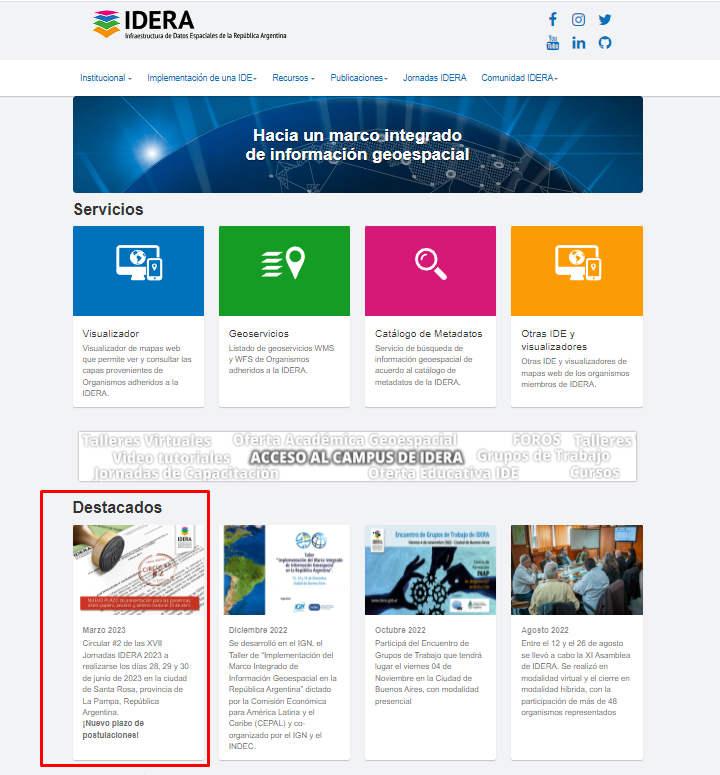 IDERA
Infraestructura de Datos Espaciales de la República Argentina
You
Tube
Institucional
Implementación de una IDE
Recursos
Publicaciones
Jornadas IDERA
Comunidad IDERA
Hacia un marco integrado
de información geoespacial
Servicios
Visualizador
Visualizador de mapas web
que permite ver y consultar las
capas provenientes de
Organismos adheridos a la
IDERA.
Geoservicios
Listado de geoservicios WMS
y WFS de Organismos
adheridos a la IDERA.
Catálogo de Metadatos
Servicio de búsqueda de
información geoespacial de
acuerdo al catálogo de
metadatos de la IDERA.
Otras IDE y
visualizadores
Otras IDE y visualizadores de
mapas web de los organismos
miembros de IDERA.
Talleres Virtuales
Oferta Académica Geoespacial
FOROS
Talleres
Video tutoriales
ACCESO AL CAMPUS DE IDERA
Grupos de Trabajo
Jornadas de Capacitación
Oferta Educativa IDE
Cursos
Destacados
IDERA
CIRCULAR
#2
Marzo 2023
Circular #2 de las XVII
Jornadas IDERA 2023 a
realizarse los días 28, 29 y 30
de junio de 2023 en la ciudad
de Santa Rosa, provincia de
La Pampa, República
Argentina.
¡Nuevo plazo de
postulaciones!
Taller
"Implementación del Marco Integrado
de Información Geoespacial
en la República Argentina".
IGN
Diciembre 2022
Se desarrolló en el IGN, el
Taller de "Implementación del
Marco Integrado de
Información Geoespacial en la
República Argentina" dictado
por la Comisión Económica
para América Latina y el
Caribe (CEPAL) y co-
organizado por el IGN y el
INDEC.
Encuentro de Grupos de Trabajo de IDERA
Viernes 4 de noviembre 2022 - Ciudad de Buenos Aires
INAP
Octubre 2022
Participá del Encuentro de
Grupos de Trabajo que tendrá
lugar el viernes 04 de
Noviembre en la Ciudad de
Buenos Aires, con modalidad
presencial
Agosto 2022
Entre el 12 y el 26 de agosto
se llevó a cabo la XI Asamblea
de IDERA. Se realizó en
modalidad virtual y el cierre en
modalidad híbrida, con la
participación de más de 48
organismos representados